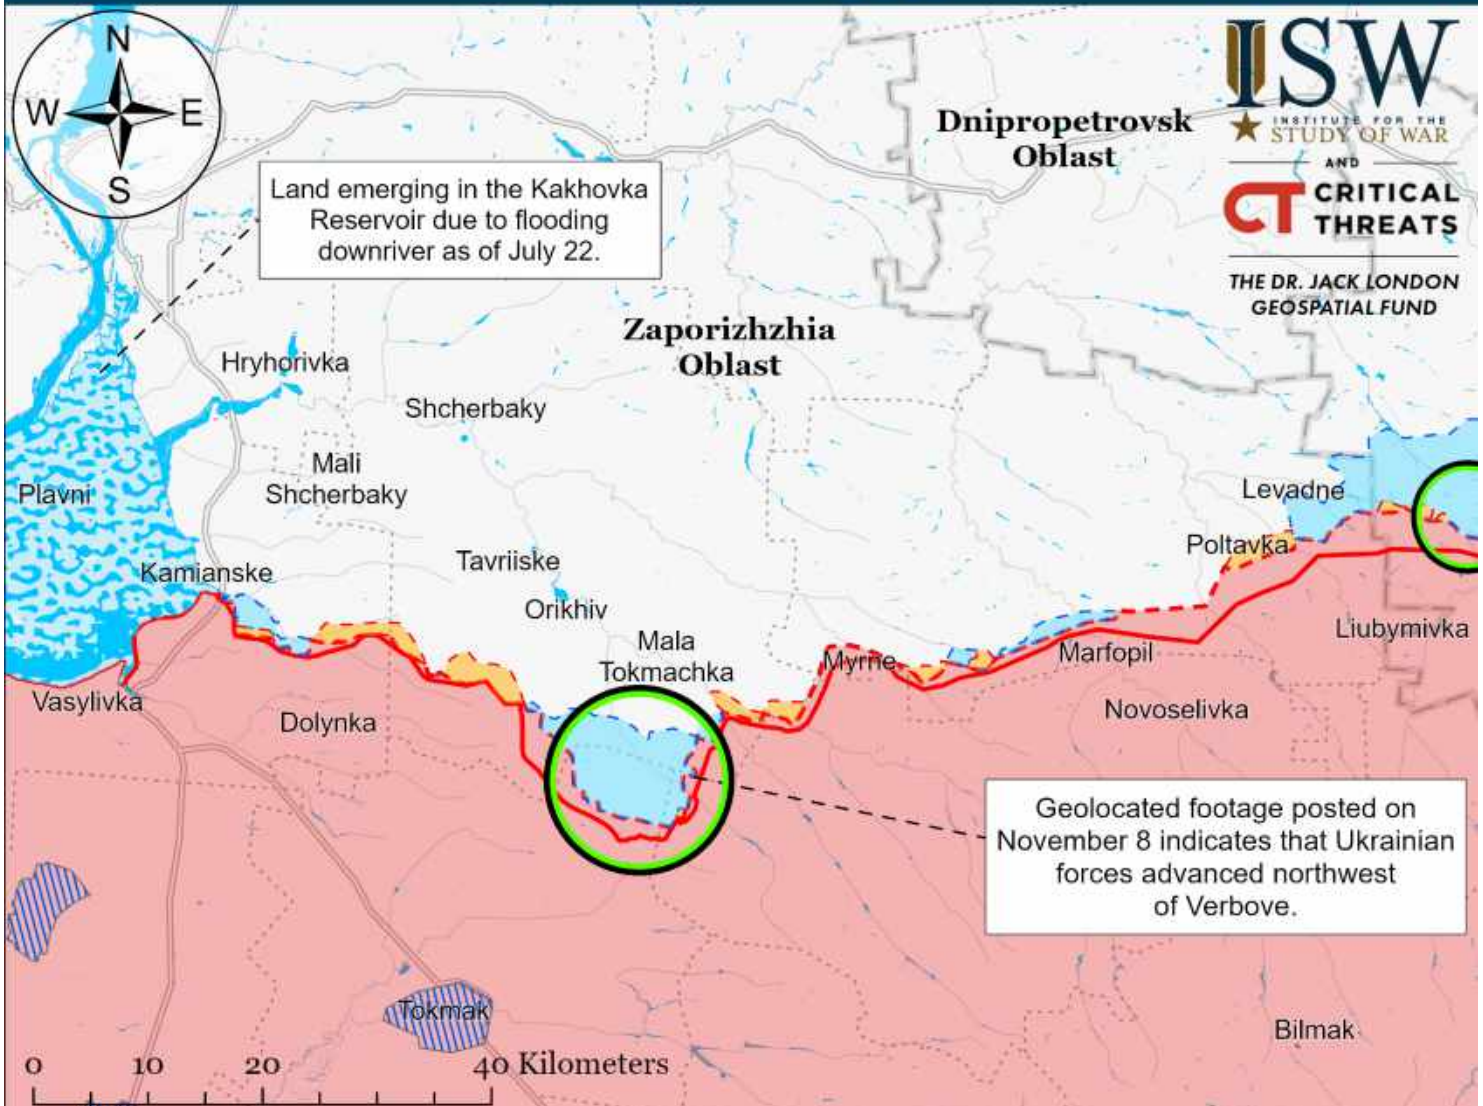 N
W
E
S
ISW
INSTITUTE FOR THE
STUDY OF WAR
AND
CT CRITICAL
THREATS
THE DR. JACK LONDON
GEOSPATIAL FUND
Dnipropetrovsk
Oblast
Land emerging in the Kakhovka
Reservoir due to flooding
downriver as of July 22.
Zaporizhzhia
Oblast
Hryhorivka
Shcherbaky
Mali
Shcherbaky
Plavni
Levadne
Poltavka
Tavriiske
Kamianske
Orikhiv
Mala
Tokmachka
Liubymivka
Myrne
Marfopil
Vasylivka
Dolynka
Novoselivka
Geolocated footage posted on
November 8 indicates that Ukrainian
forces advanced northwest
of Verbove.
Tokmak
Bilmak
0 10 20 40 Kilometers